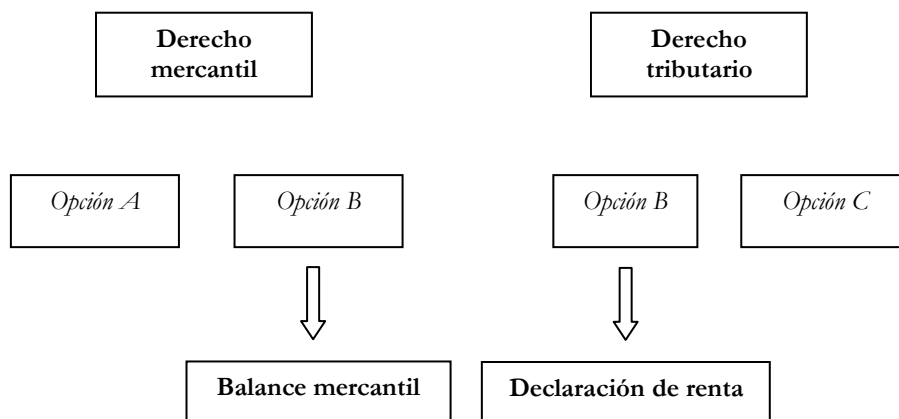 Derecho
mercantil
Derecho
tributario
Opción A
Opción B
Opción B
Opción C
Balance mercantil
Declaración de renta